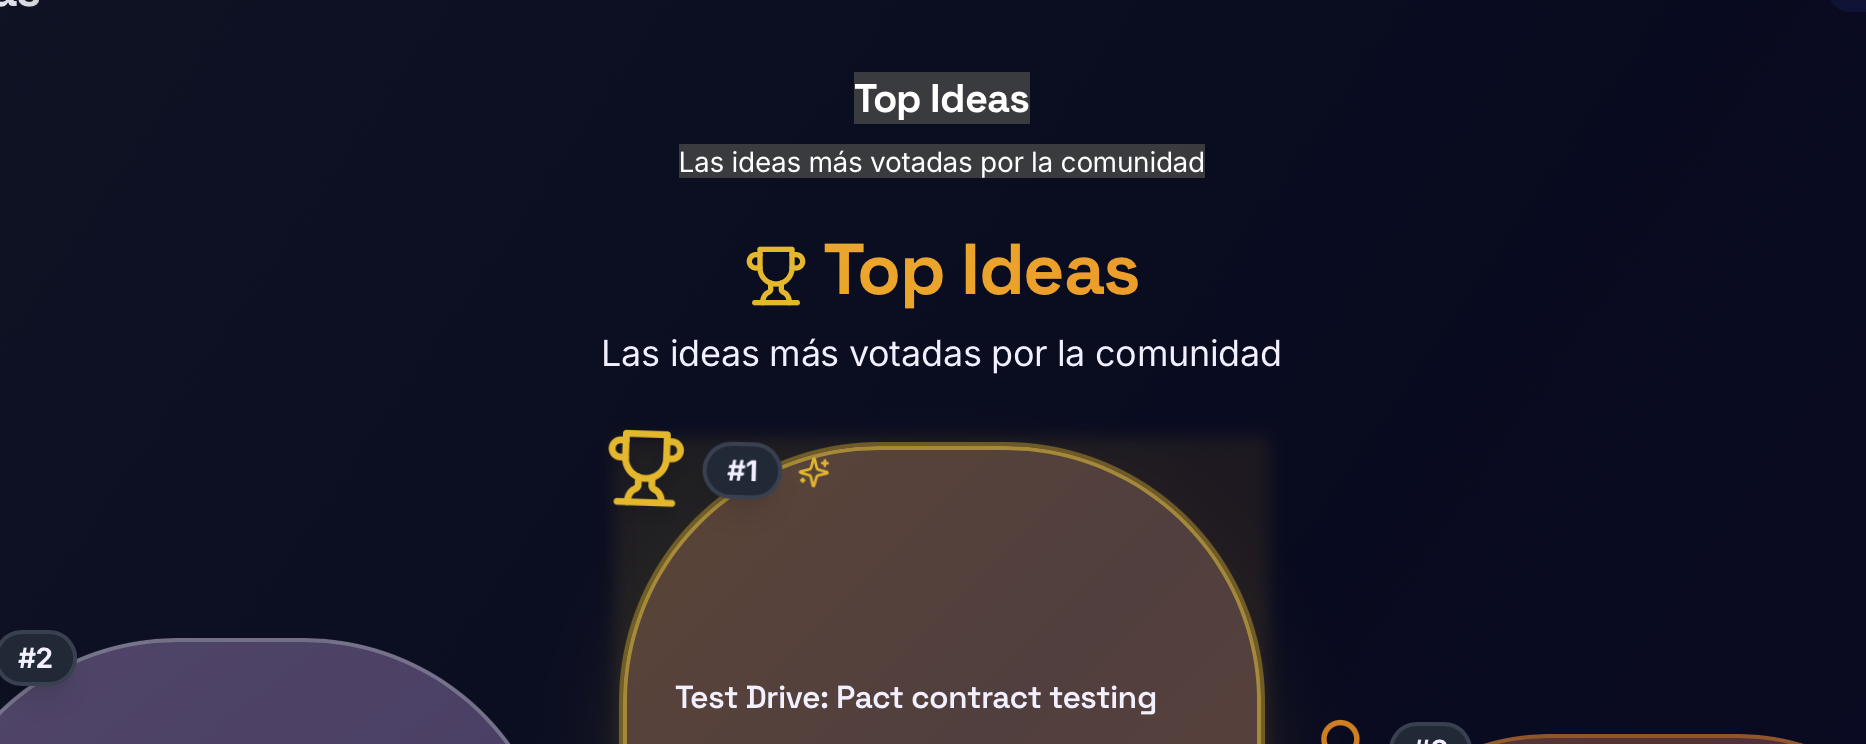 Top Ideas
Las ideas más votadas por la comunidad
Top Ideas
Las ideas más votadas por la comunidad
#1
#2
Test Drive: Pact contract testing